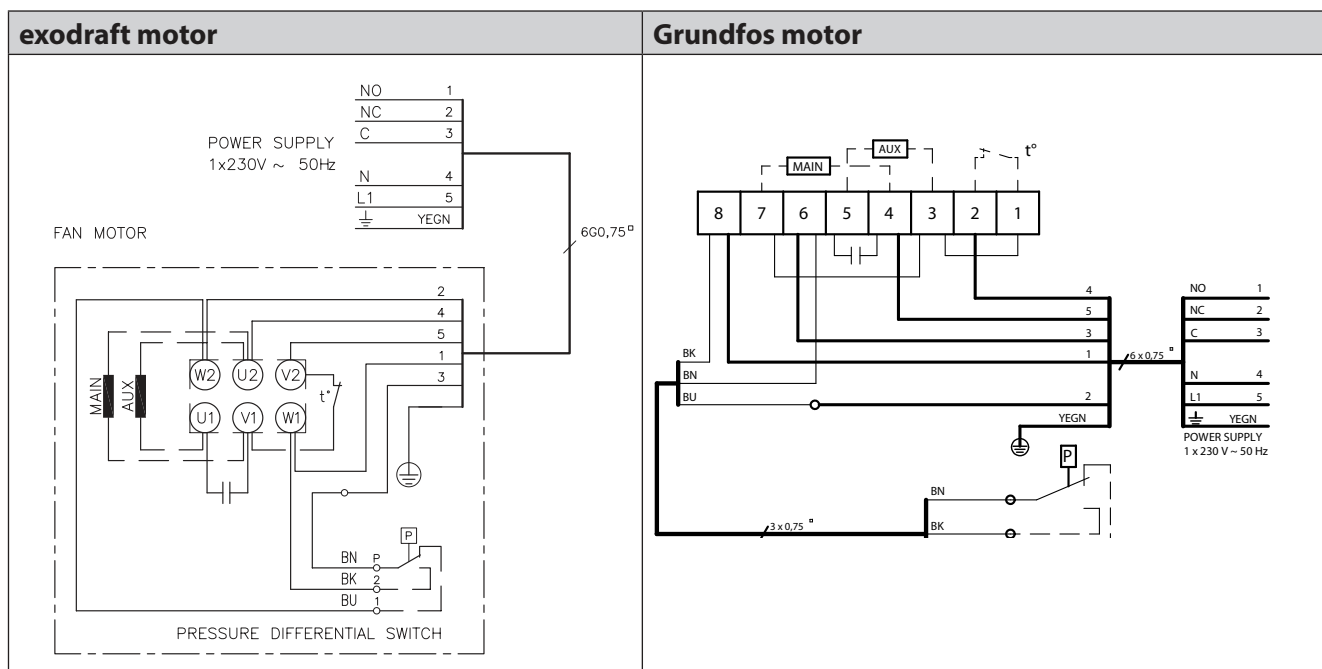 exodraft motor
NO 1
NC 2
C 3
POWER SUPPLY
1x230V ~ 50Hz
N 4
L1 5
YEGN
FAN MOTOR
6G0,75
2
4
5
1
3
MAIN
AUX
W2 U2 V2
t°
U1 V1 W1
P
BN P
BK 2
BU 1
PRESSURE DIFFERENTIAL SWITCH
Grundfos motor
MAIN
AUX
t°
8 7 6 5 4 3 2 1
4
5
3
1
2
YEGN
BK
BN
BU
6 x 0,75
NO 1
NC 2
C 3
N 4
L1 5
YEGN
POWER SUPPLY
1 x 230 V ~ 50 Hz
P
BN
BK
3 x 0,75